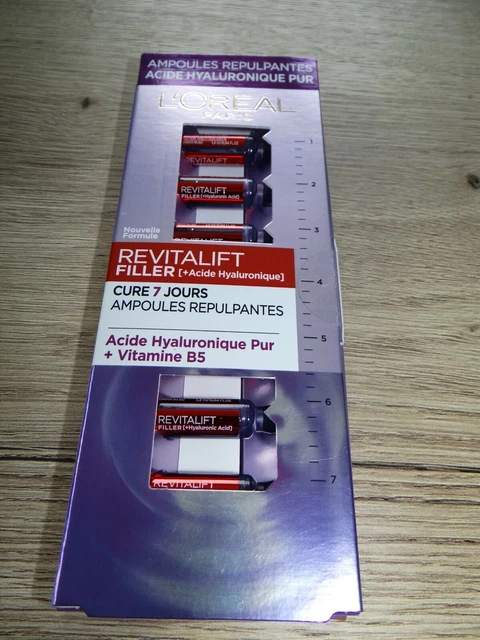 AMPOULES REPULPANTES
ACIDE HYALURONIQUE PUR
L'ORÉAL
PARIS
1
REVITALIFT
2
REVITALIFT
FILLER [+Hyaluronic Acid]
3
REVITALIFT
Nouvelle
Formule
REVITALIFT
FILLER [+Acide Hyaluronique]
4
CURE 7 JOURS
AMPOULES REPULPANTES
5
Acide Hyaluronique Pur
+ Vitamine B5
6
REVITALIFT
FILLER [+Hyaluronic Acid]
7
REVITALIFT